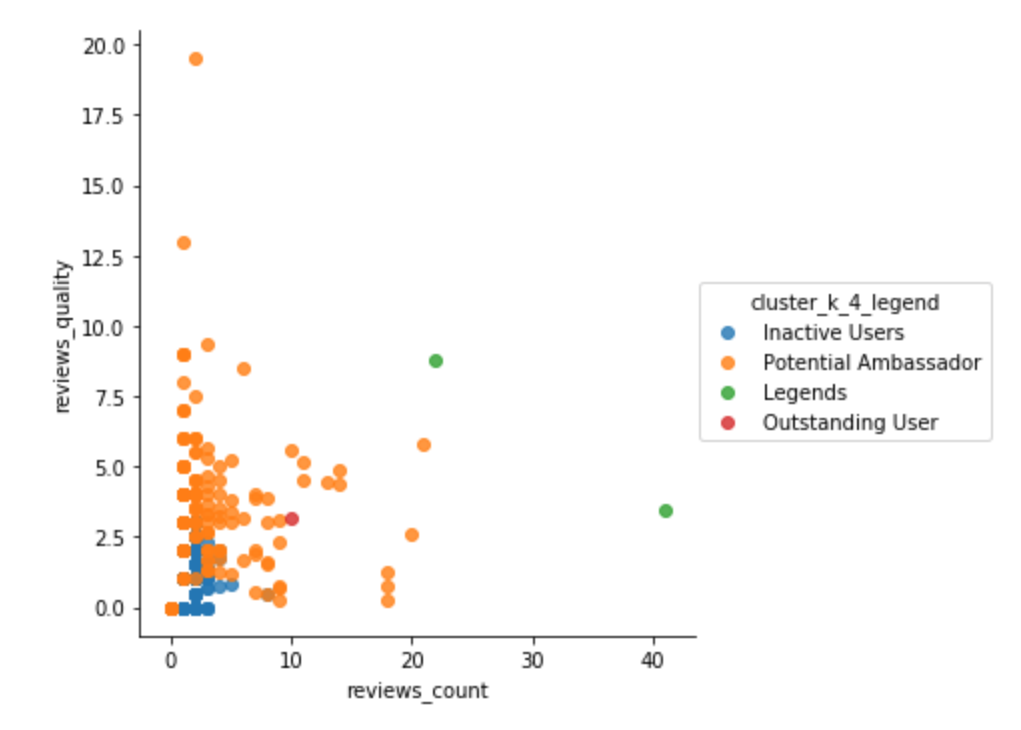 20.0
17.5
15.0
12.5
10.0
7.5
5.0
2.5
0.0
reviews_quality
0 10 20 30 40
reviews_count
cluster_k_4_legend
Inactive Users
Potential Ambassador
Legends
Outstanding User